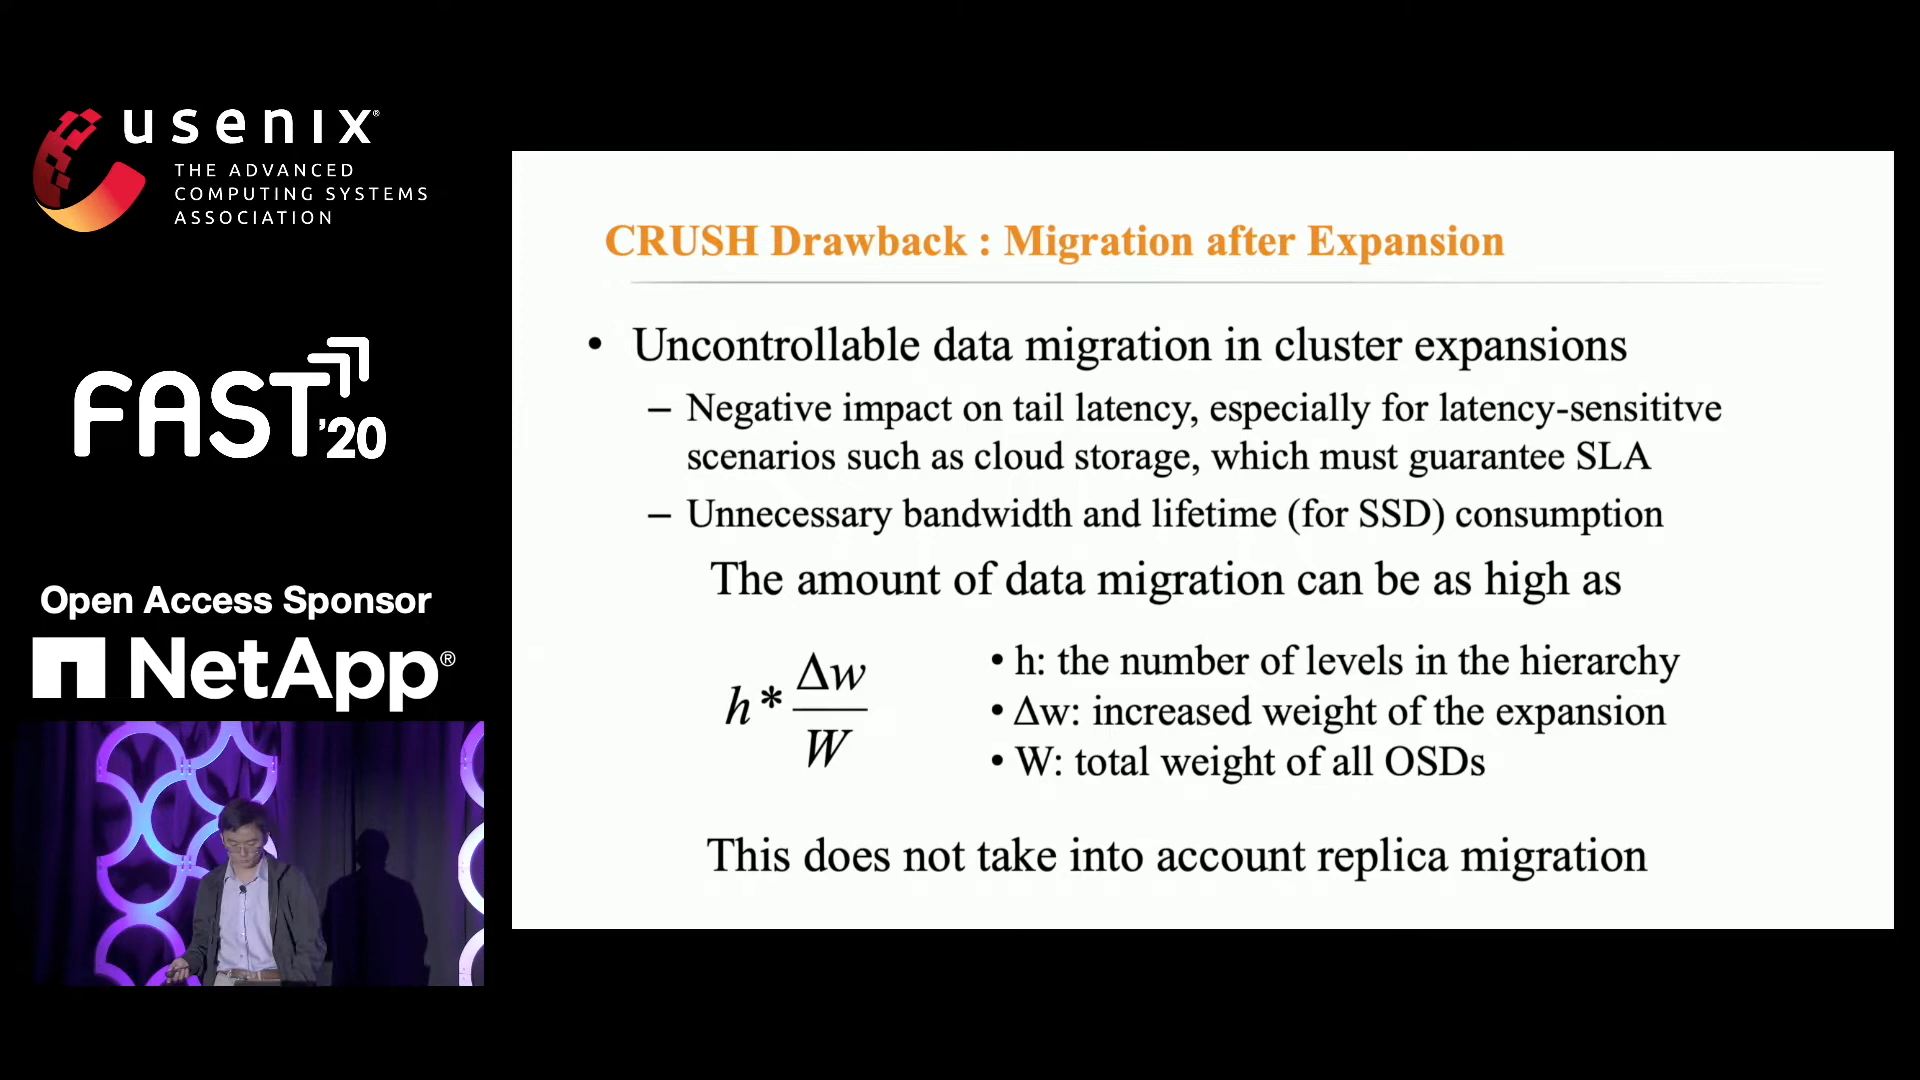 usenix®
THE ADVANCED
COMPUTING SYSTEMS
ASSOCIATION
FAST '20
Open Access Sponsor
NetApp®
CRUSH Drawback : Migration after Expansion
• Uncontrollable data migration in cluster expansions
– Negative impact on tail latency, especially for latency-sensititve
scenarios such as cloud storage, which must guarantee SLA
– Unnecessary bandwidth and lifetime (for SSD) consumption
The amount of data migration can be as high as
h * Δw / W
• h: the number of levels in the hierarchy
• Δw: increased weight of the expansion
• W: total weight of all OSDs
This does not take into account replica migration